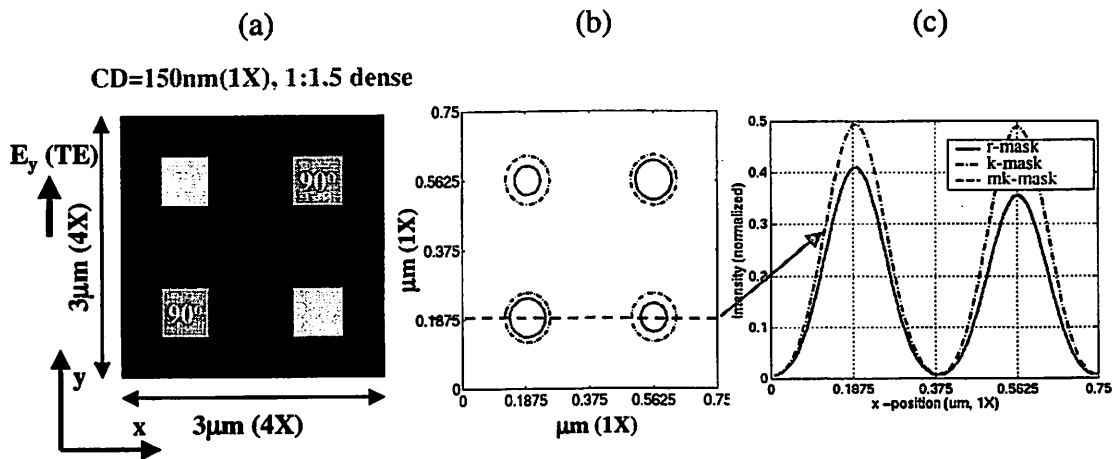 (a)
(b)
(c)
CD=150nm(1X), 1:1.5 dense
E_y (TE)
3μm (4X)
90°
90°
y
x
3μm (4X)
0.75
0.5625
0.375
0.1875
0
μm (1X)
0
0.1875
0.375
0.5625
0.75
μm (1X)
0.5
0.4
0.3
0.2
0.1
0
Intensity (normalized)
r-mask
k-mask
mk-mask
0
0.1875
0.375
0.5625
0.75
x -position (um, 1X)